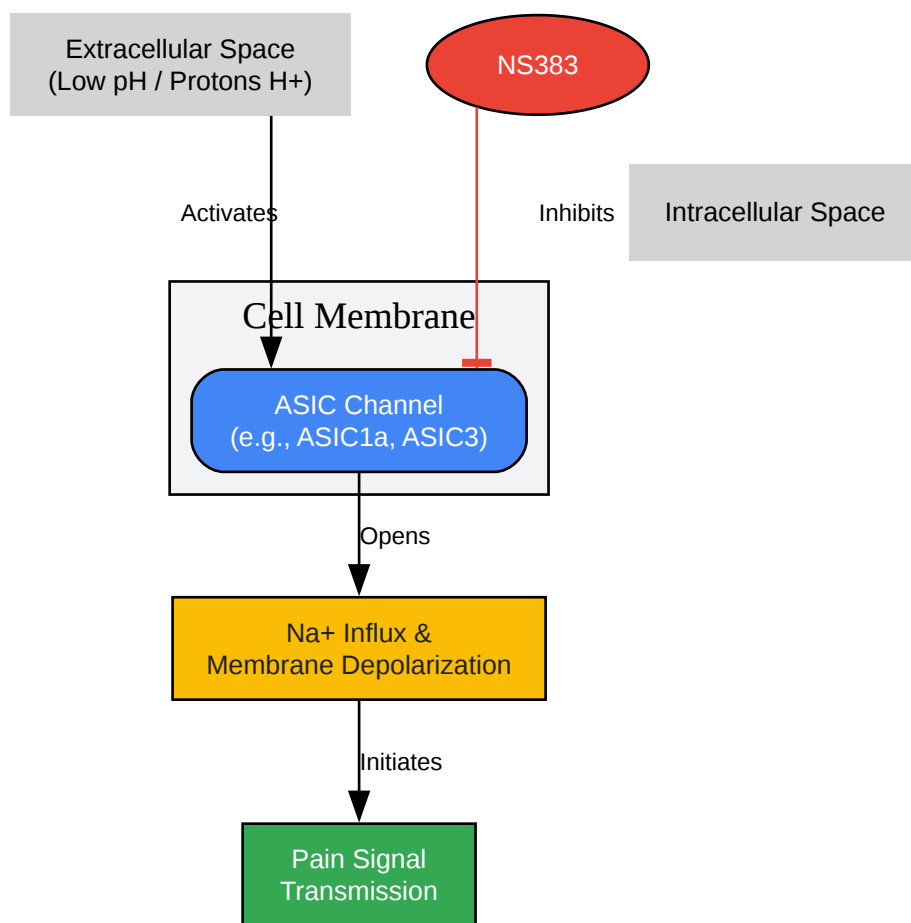 Extracellular Space
(Low pH / Protons H+)
NS383
Activates
Inhibits
Intracellular Space
Cell Membrane
ASIC Channel
(e.g., ASIC1a, ASIC3)
Opens
Na+ Influx &
Membrane Depolarization
Initiates
Pain Signal
Transmission